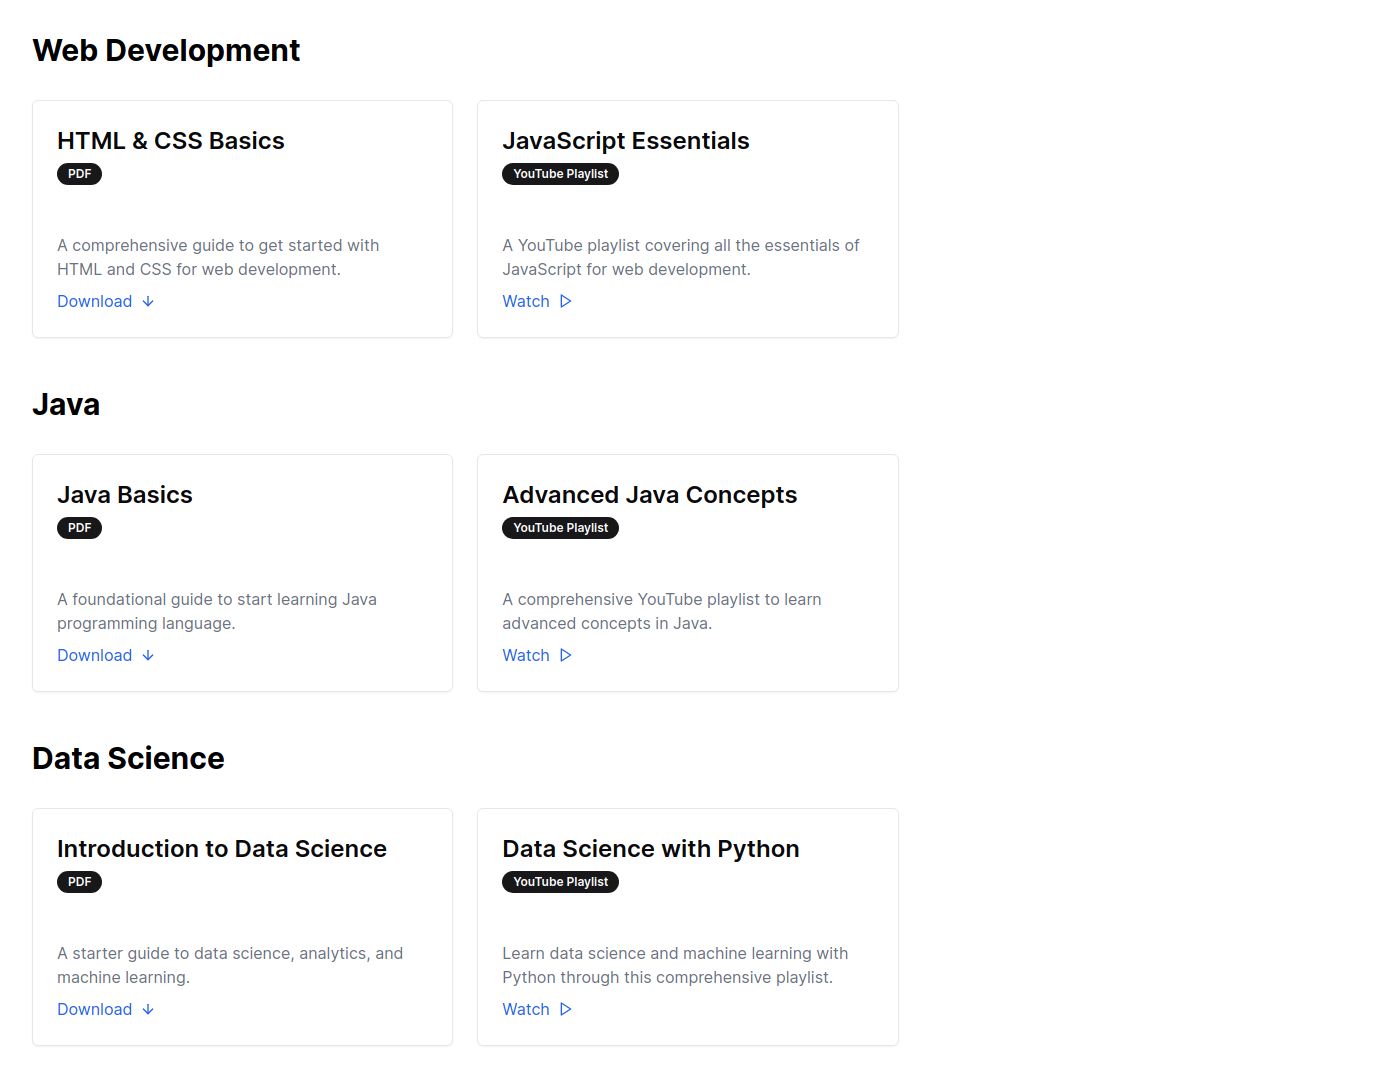 Web Development
HTML & CSS Basics
PDF
A comprehensive guide to get started with
HTML and CSS for web development.
Download
JavaScript Essentials
YouTube Playlist
A YouTube playlist covering all the essentials of
JavaScript for web development.
Watch
Java
Java Basics
PDF
A foundational guide to start learning Java
programming language.
Download
Advanced Java Concepts
YouTube Playlist
A comprehensive YouTube playlist to learn
advanced concepts in Java.
Watch
Data Science
Introduction to Data Science
PDF
A starter guide to data science, analytics, and
machine learning.
Download
Data Science with Python
YouTube Playlist
Learn data science and machine learning with
Python through this comprehensive playlist.
Watch